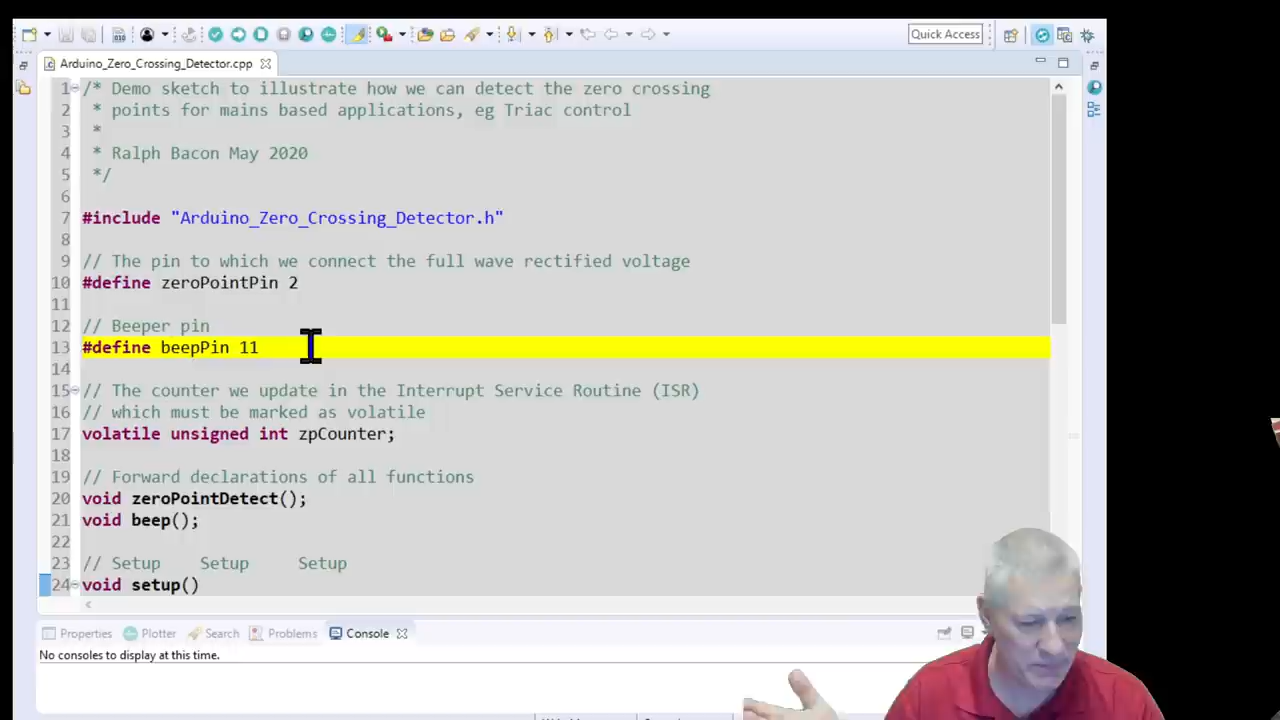 Quick Access
Arduino_Zero_Crossing_Detector.cpp
1 /* Demo sketch to illustrate how we can detect the zero crossing
2 * points for mains based applications, eg Triac control
3 *
4 * Ralph Bacon May 2020
5 */
6
7 #include "Arduino_Zero_Crossing_Detector.h"
8
9 // The pin to which we connect the full wave rectified voltage
10 #define zeroPointPin 2
11
12 // Beeper pin
13 #define beepPin 11
14
15 // The counter we update in the Interrupt Service Routine (ISR)
16 // which must be marked as volatile
17 volatile unsigned int zpCounter;
18
19 // Forward declarations of all functions
20 void zeroPointDetect();
21 void beep();
22
23 // Setup Setup Setup
24 void setup()
Properties Plotter Search Problems Console
No consoles to display at this time.